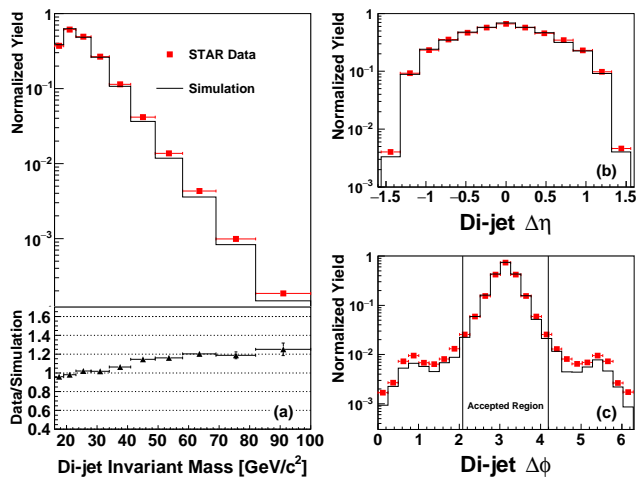 Normalized Yield
1
10⁻¹
10⁻²
10⁻³
STAR Data
Simulation
Data/Simulation
1.6
1.4
1.2
1
0.8
0.6
0.4
(a)
20 30 40 50 60 70 80 90 100
Di-jet Invariant Mass [GeV/c²]
Normalized Yield
1
10⁻¹
10⁻²
10⁻³
(b)
−1.5 −1 −0.5 0 0.5 1 1.5
Di-jet Δη
Normalized Yield
1
10⁻¹
10⁻²
10⁻³
Accepted Region
(c)
0 1 2 3 4 5 6
Di-jet Δϕ